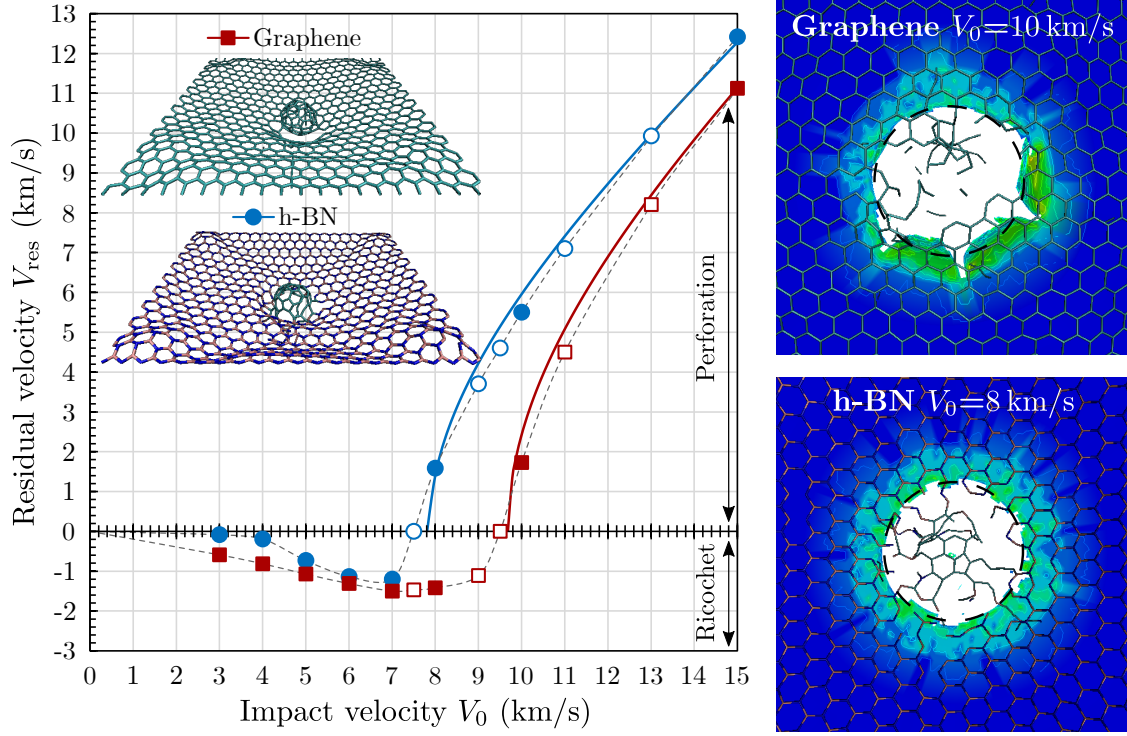 13
12
11
10
9
8
7
6
5
4
3
2
1
0
-1
-2
-3
Residual velocity Vres (km/s)
Graphene
h-BN
Perforation
Ricochet
0 1 2 3 4 5 6 7 8 9 10 11 12 13 14 15
Impact velocity V0 (km/s)
Graphene V0=10 km/s
h-BN V0=8 km/s